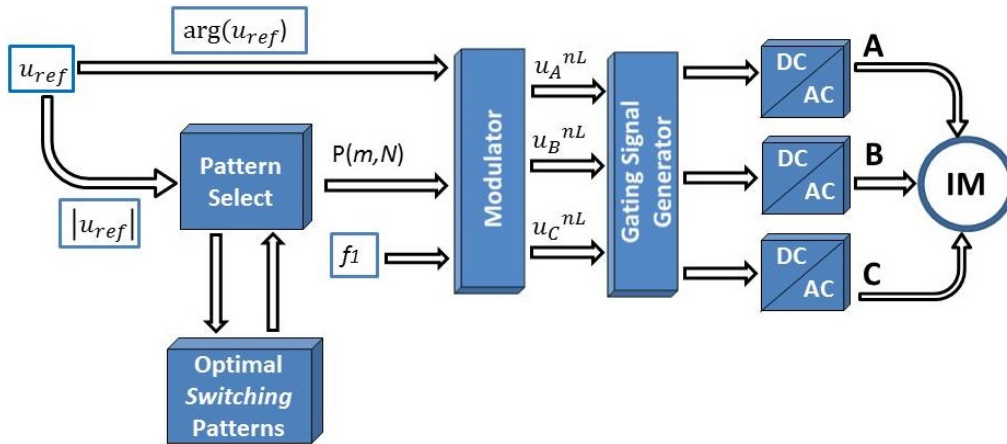 arg(u_ref)
u_ref
|u_ref|
Pattern
Select
P(m,N)
f1
Optimal
Switching
Patterns
Modulator
u_A^nL
u_B^nL
u_C^nL
Gating Signal
Generator
DC
AC
A
DC
AC
B
DC
AC
C
IM